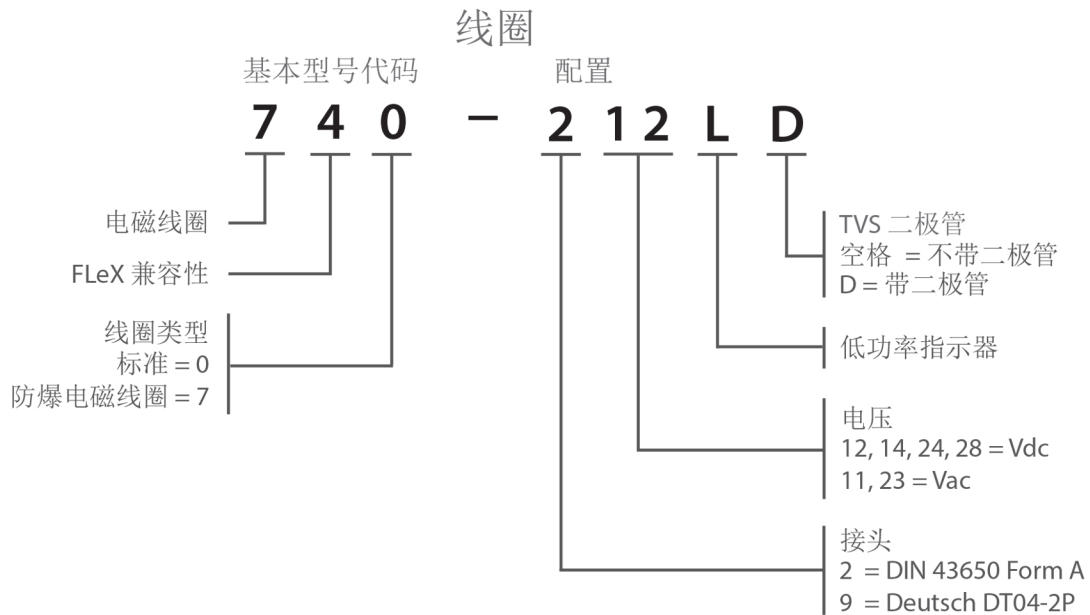 线圈
基本型号代码 配置
7 4 0 - 2 1 2 L D
电磁线圈
FLeX 兼容性
线圈类型
标准 = 0
防爆电磁线圈 = 7
TVS 二极管
空格 = 不带二极管
D = 带二极管
低功率指示器
电压
12, 14, 24, 28 = Vdc
11, 23 = Vac
接头
2 = DIN 43650 Form A
9 = Deutsch DT04-2P